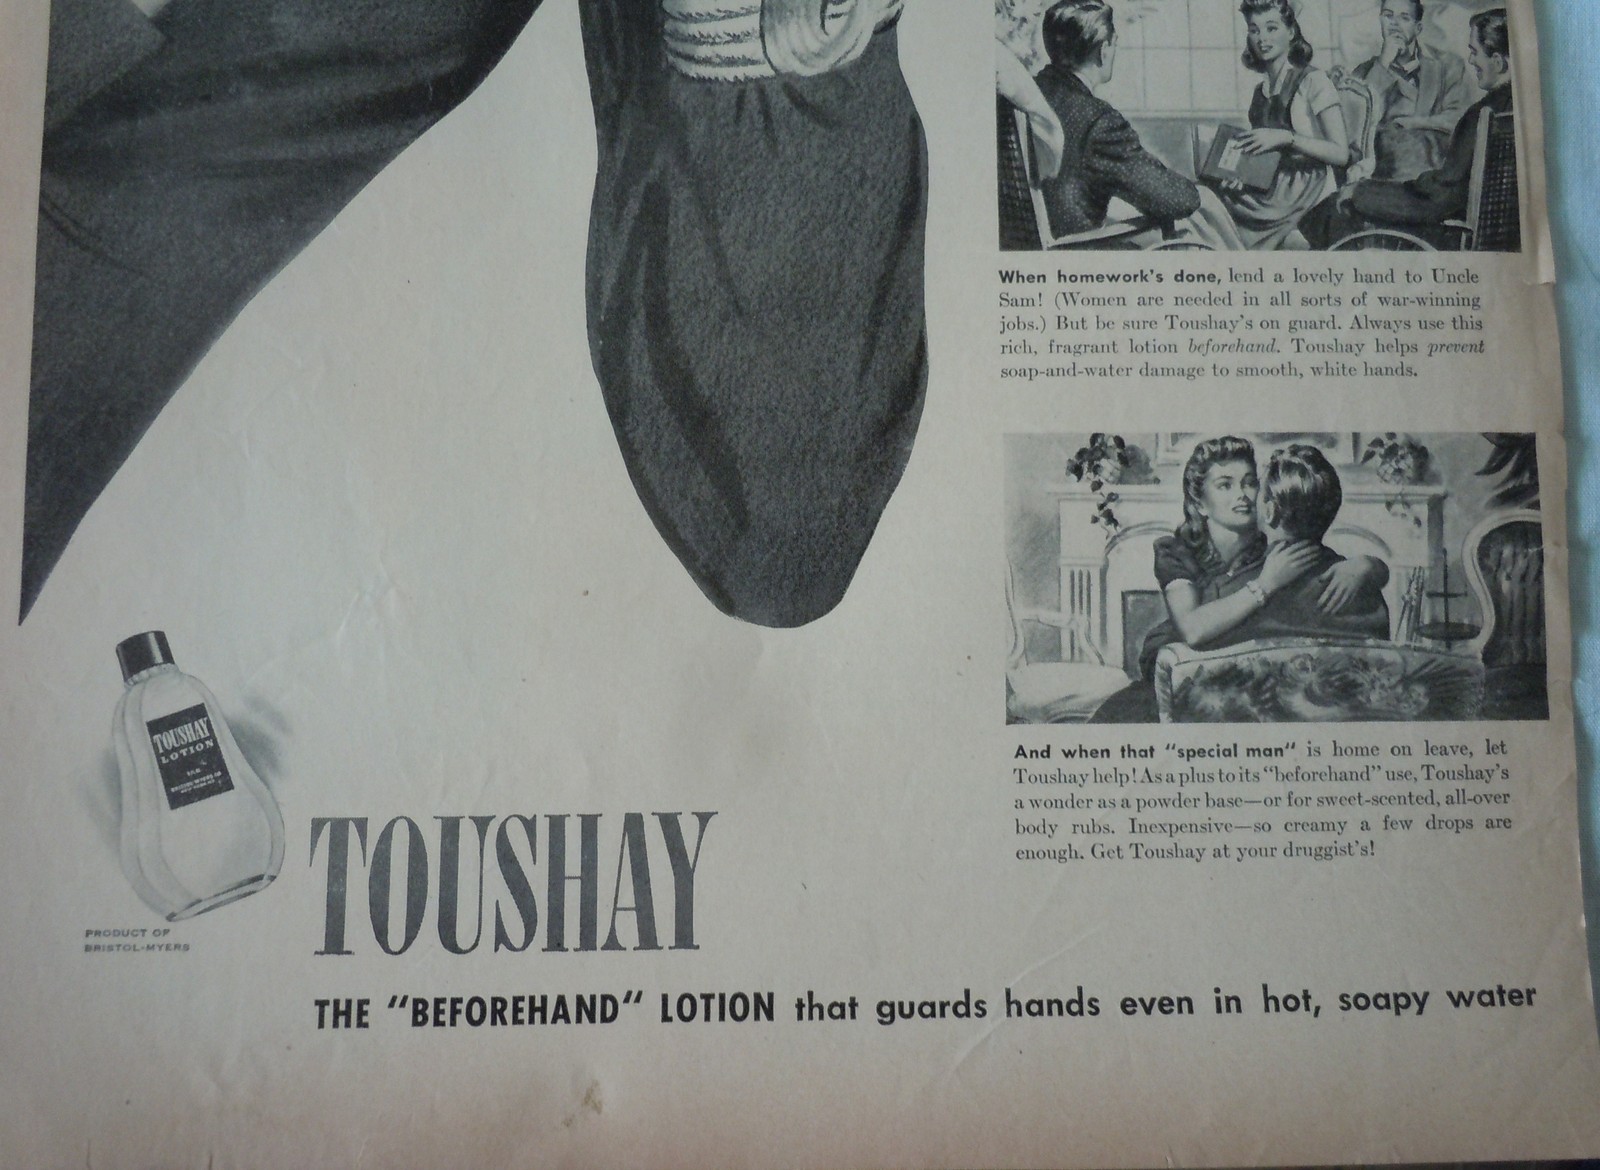 When homework's done, lend a lovely hand to Uncle
Sam! (Women are needed in all sorts of war-winning
jobs.) But be sure Toushay's on guard. Always use this
rich, fragrant lotion beforehand. Toushay helps prevent
soap-and-water damage to smooth, white hands.
And when that "special man" is home on leave, let
Toushay help! As a plus to its "beforehand" use, Toushay's
a wonder as a powder base—or for sweet-scented, all-over
body rubs. Inexpensive—so creamy a few drops are
enough. Get Toushay at your druggist's!
TOUSHAY
LOTION
PRODUCT OF
BRISTOL-MYERS
TOUSHAY
THE "BEFOREHAND" LOTION that guards hands even in hot, soapy water